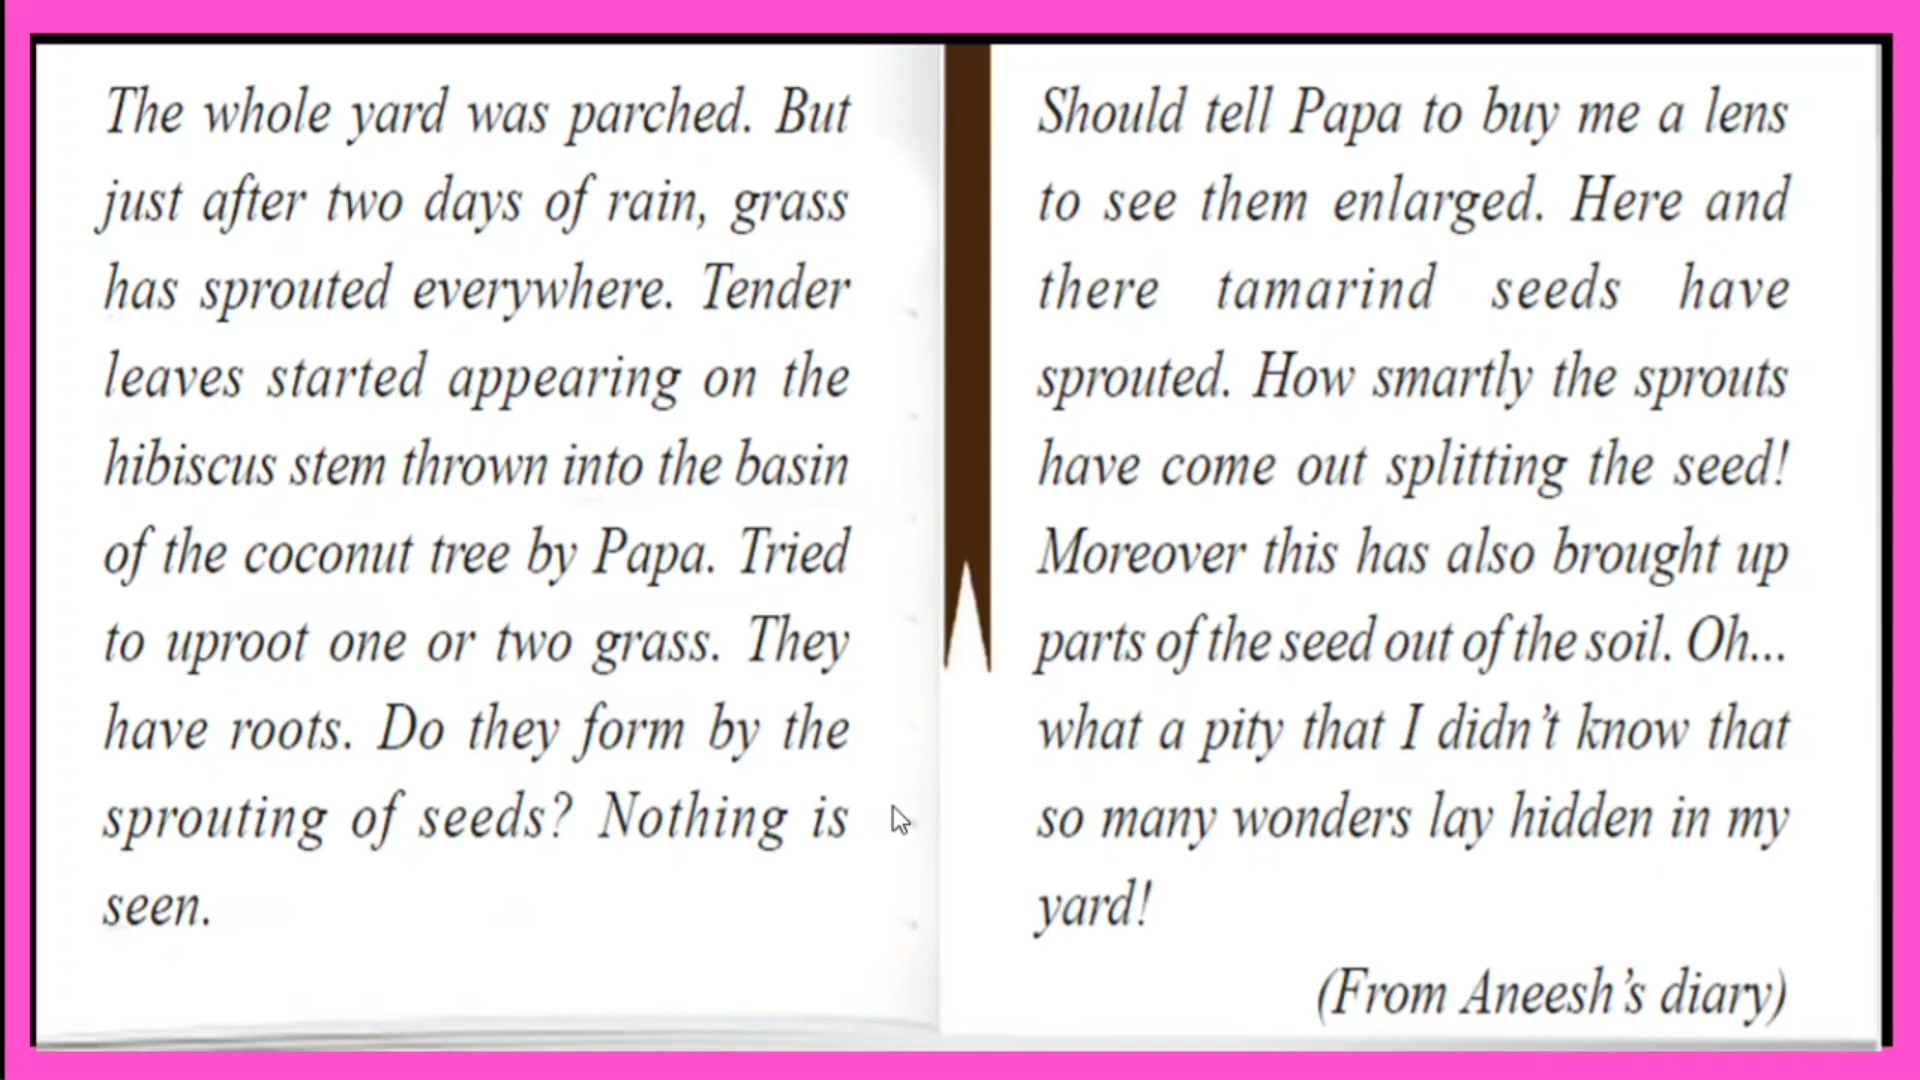 The whole yard was parched. But
just after two days of rain, grass
has sprouted everywhere. Tender
leaves started appearing on the
hibiscus stem thrown into the basin
of the coconut tree by Papa. Tried
to uproot one or two grass. They
have roots. Do they form by the
sprouting of seeds? Nothing is
seen.
Should tell Papa to buy me a lens
to see them enlarged. Here and
there tamarind seeds have
sprouted. How smartly the sprouts
have come out splitting the seed!
Moreover this has also brought up
parts of the seed out of the soil. Oh...
what a pity that I didn't know that
so many wonders lay hidden in my
yard!
(From Aneesh's diary)